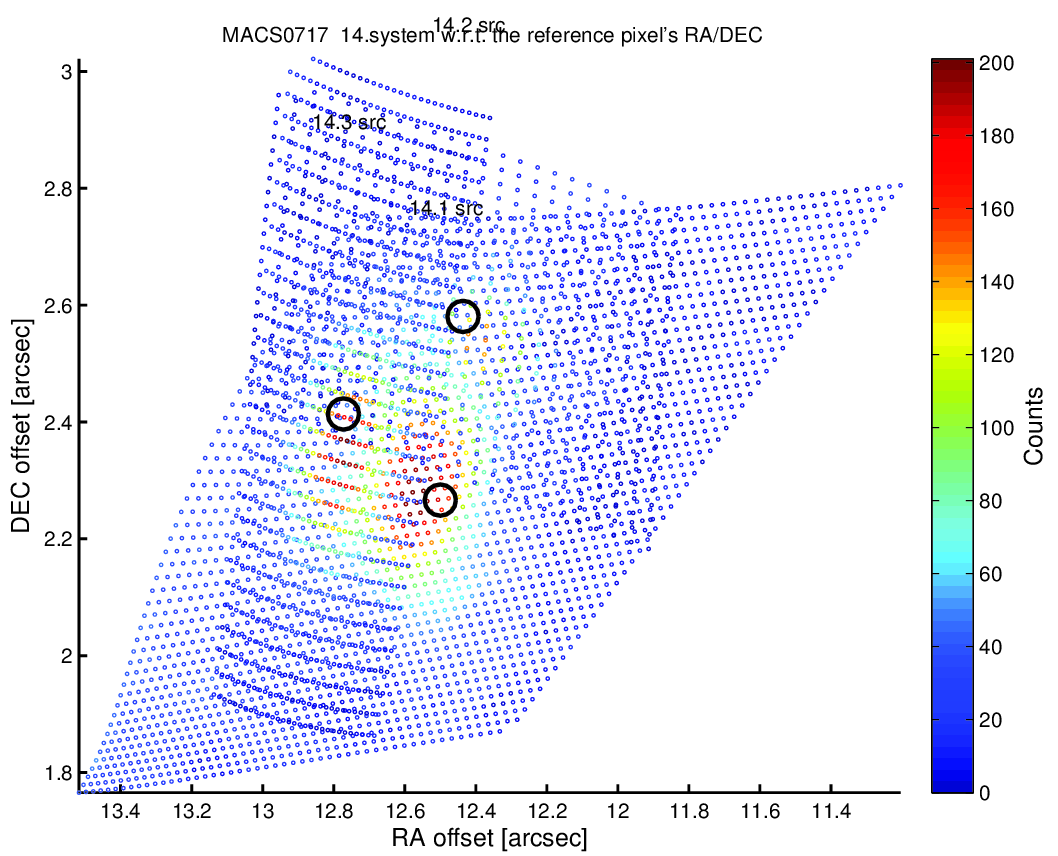 14.2 src
MACS0717 14.system w.r.t. the reference pixel's RA/DEC
14.3 src
14.1 src
3
2.8
2.6
2.4
2.2
2
1.8
DEC offset [arcsec]
13.4 13.2 13 12.8 12.6 12.4 12.2 12 11.8 11.6 11.4
RA offset [arcsec]
200
180
160
140
120
100
80
60
40
20
0
Counts